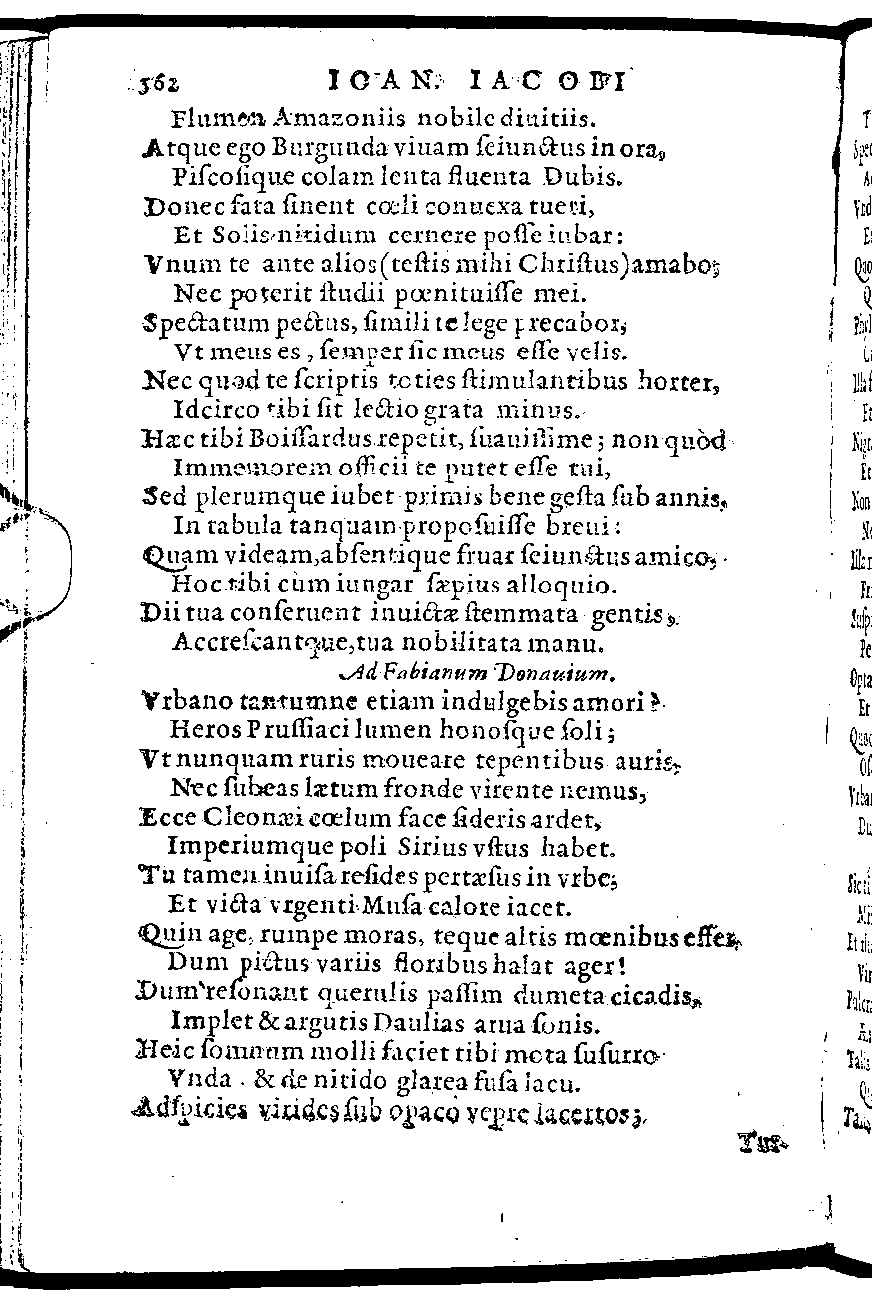 562 IOAN. IACOBI
Flumen Amazoniis nobile diuitiis.
Atque ego Burgunda viuam ſeiunctus in ora,
Piſcoſique colam lenta fluenta Dubis.
Donec fata ſinent cœli conuexa tueri,
Et Solis nitidum cernere poſſe iubar:
Vnum te ante alios (teſtis mihi Chriſtus) amabo;
Nec poterit ſtudii pœnituiſſe mei.
Spectatum pectus, ſimili te lege precabor,
Vt meus es, ſemper ſic meus eſſe velis.
Nec quod te ſcriptis toties ſtimulantibus horter,
Idcirco tibi ſit lectio grata minus.
Hæc tibi Boiſſardus repetit, ſuauiſſime; non quòd
Immemorem officii te putet eſſe tui,
Sed plerumque iubet primis bene geſta ſub annis,
In tabula tanquam propoſuiſſe breui:
Quam videam, abſentique fruar ſeiunctus amico,
Hoc tibi cùm iungar ſæpius alloquio.
Dii tua conſeruent inuictæ ſtemmata gentis,
Accreſcantque, tua nobilitata manu.
Ad Fabianum Donauium.
Vrbano tantumne etiam indulgebis amori?
Heros Pruſſiaci lumen honoſque ſoli;
Vt nunquam ruris moueare tepentibus auris,
Nec ſubeas lætum fronde virente nemus,
Ecce Cleonæi cœlum face ſideris ardet,
Imperiumque poli Sirius vſtus habet.
Tu tamen inuiſa reſides pertæſus in vrbe;
Et victa vrgenti Muſa calore iacet.
Quin age, rumpe moras, teque altis mœnibus effer,
Dum pictus variis floribus halat ager!
Dum reſonant querulis paſſim dumeta cicadis,
Implet & argutis Daulias arua ſonis.
Heic ſomnum molli faciet tibi mota ſuſurro
Vnda. & de nitido glarea fuſa lacu.
Adſpicies virides ſub opaco vepre lacertos;
Tur-